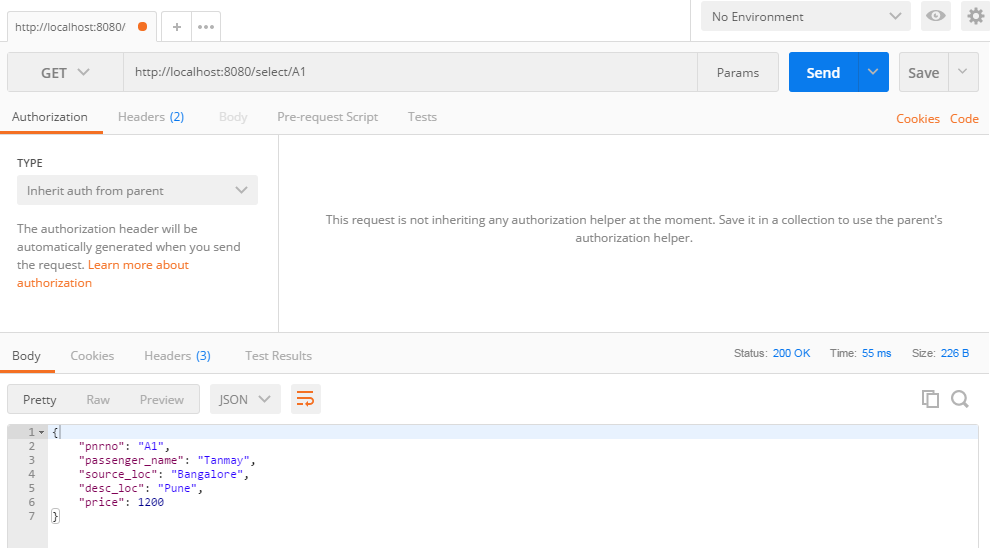 http://localhost:8080/
+
•••
No Environment
GET
http://localhost:8080/select/A1
Params
Send
Save
Authorization
Headers (2)
Body
Pre-request Script
Tests
Cookies
Code
TYPE
Inherit auth from parent
The authorization header will be
automatically generated when you send
the request. Learn more about
authorization
This request is not inheriting any authorization helper at the moment. Save it in a collection to use the parent's
authorization helper.
Body
Cookies
Headers (3)
Test Results
Status: 200 OK
Time: 55 ms
Size: 226 B
Pretty
Raw
Preview
JSON
1 {
2 "pnrno": "A1",
3 "passenger_name": "Tanmay",
4 "source_loc": "Bangalore",
5 "desc_loc": "Pune",
6 "price": 1200
7 }